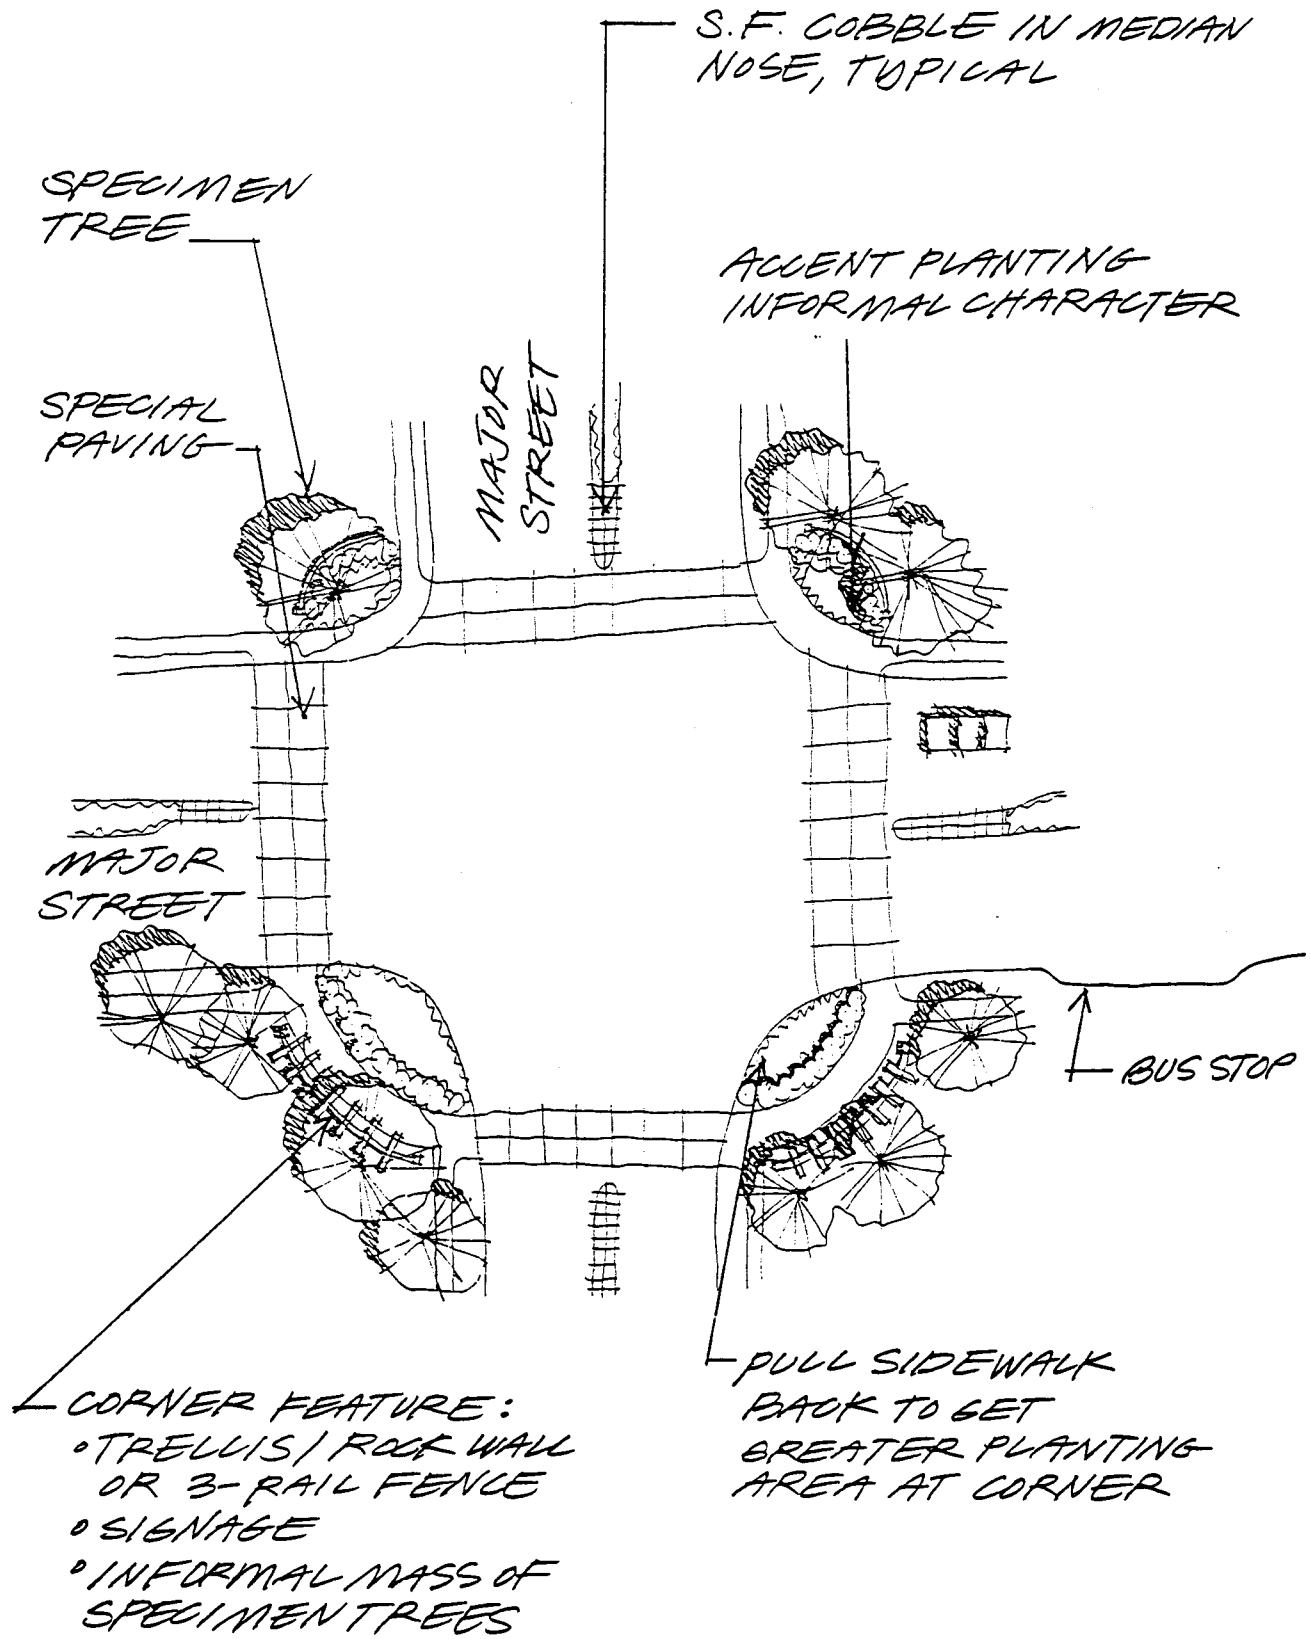 S.F. COBBLE IN MEDIAN
NOSE, TYPICAL
SPECIMEN
TREE
ACCENT PLANTING
INFORMAL CHARACTER
SPECIAL
PAVING
MAJOR
STREET
MAJOR
STREET
BUS STOP
PULL SIDEWALK
BACK TO GET
GREATER PLANTING
AREA AT CORNER
CORNER FEATURE:
• TRELLIS / ROCK WALL
OR 3-RAIL FENCE
• SIGNAGE
• INFORMAL MASS OF
SPECIMEN TREES